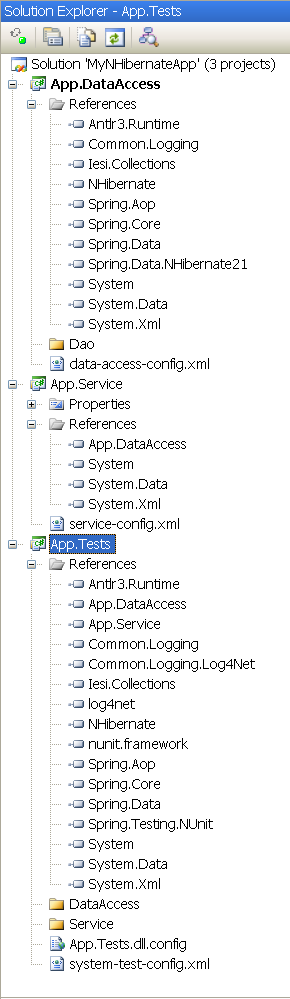 Solution Explorer - App.Tests
Solution 'MyNHibernateApp' (3 projects)
App.DataAccess
References
Antlr3.Runtime
Common.Logging
Iesi.Collections
NHibernate
Spring.Aop
Spring.Core
Spring.Data
Spring.Data.NHibernate21
System
System.Data
System.Xml
Dao
data-access-config.xml
App.Service
Properties
References
App.DataAccess
System
System.Data
System.Xml
service-config.xml
App.Tests
References
Antlr3.Runtime
App.DataAccess
App.Service
Common.Logging
Common.Logging.Log4Net
Iesi.Collections
log4net
NHibernate
nunit.framework
Spring.Aop
Spring.Core
Spring.Data
Spring.Testing.NUnit
System
System.Data
System.Xml
DataAccess
Service
App.Tests.dll.config
system-test-config.xml